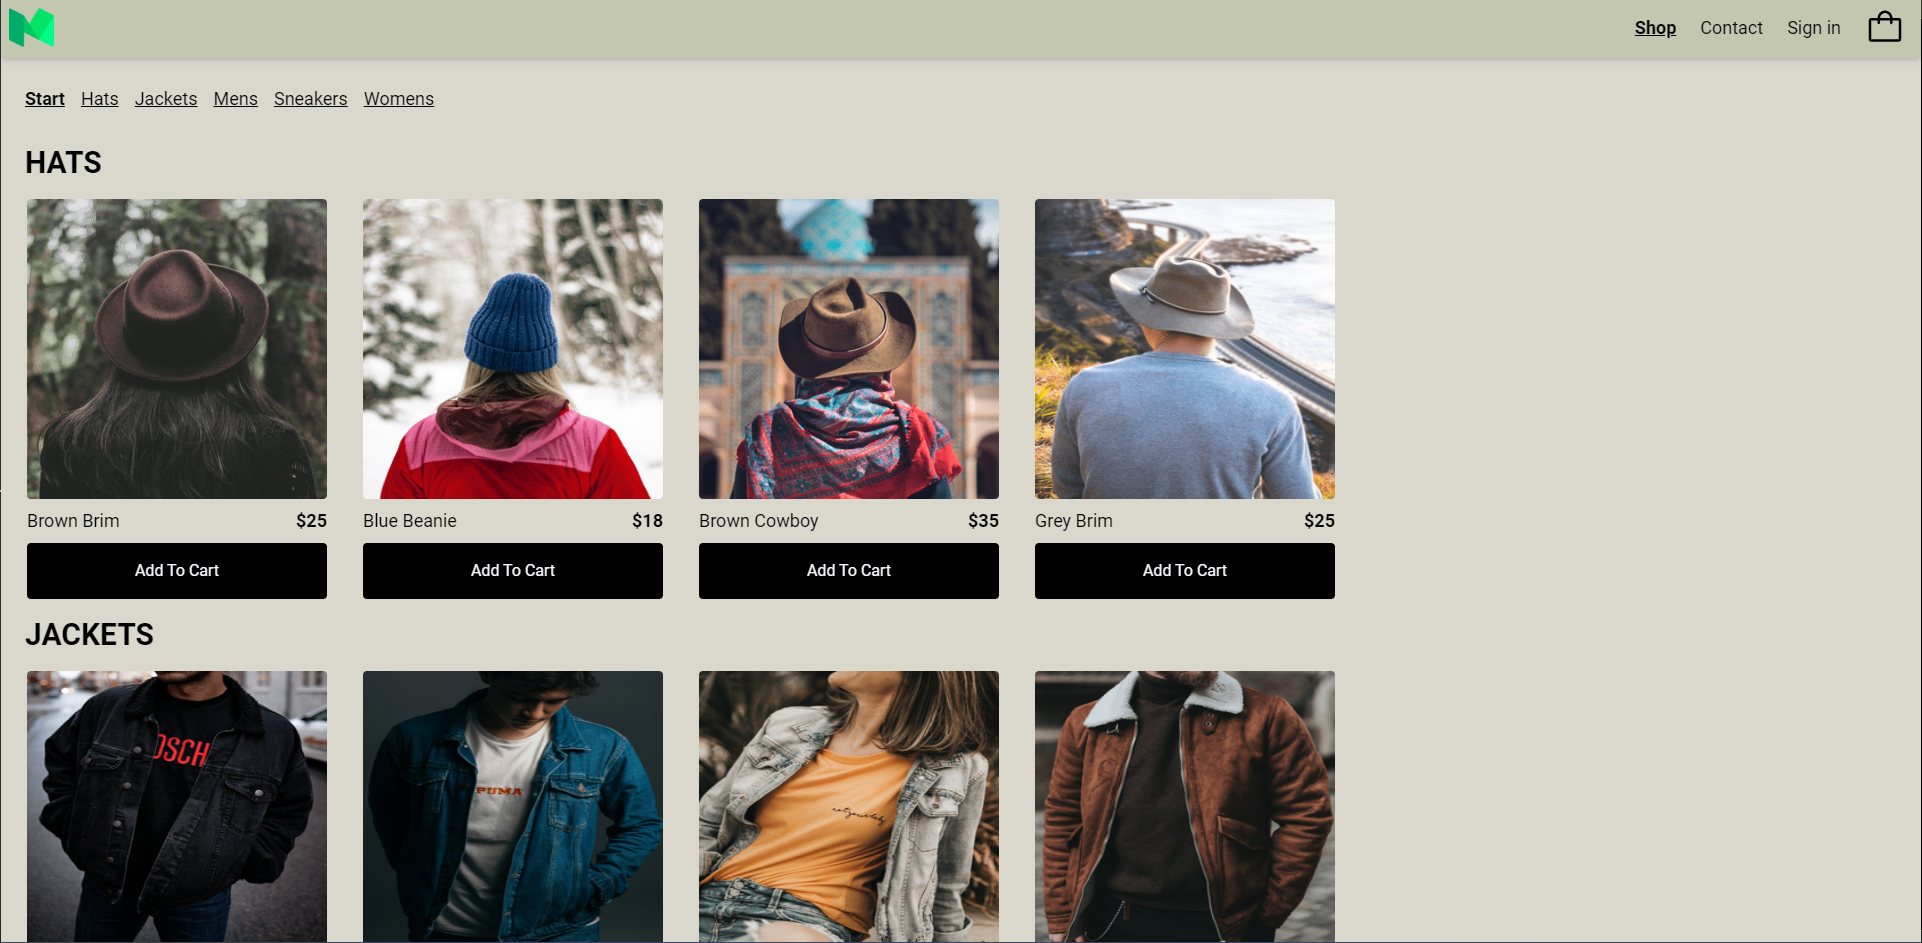 Shop Contact Sign in
Start Hats Jackets Mens Sneakers Womens
HATS
Brown Brim $25 Blue Beanie $18 Brown Cowboy $35 Grey Brim $25
Add To Cart Add To Cart Add To Cart Add To Cart
JACKETS
OSCH
PUMA